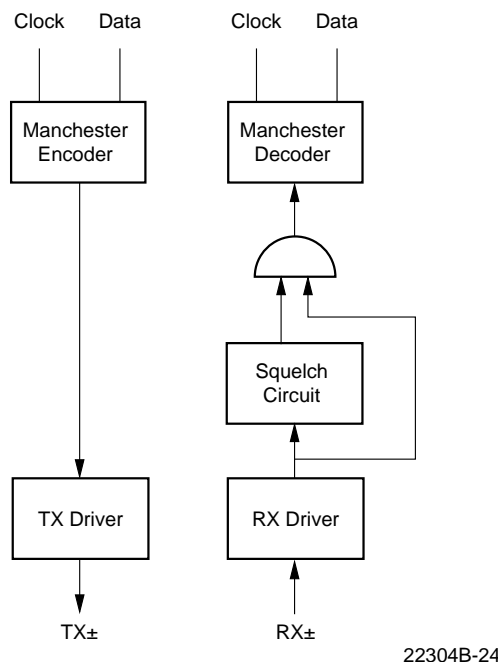 Clock Data Clock Data
Manchester
Encoder
Manchester
Decoder
Squelch
Circuit
TX Driver
RX Driver
TX±
RX±
22304B-24